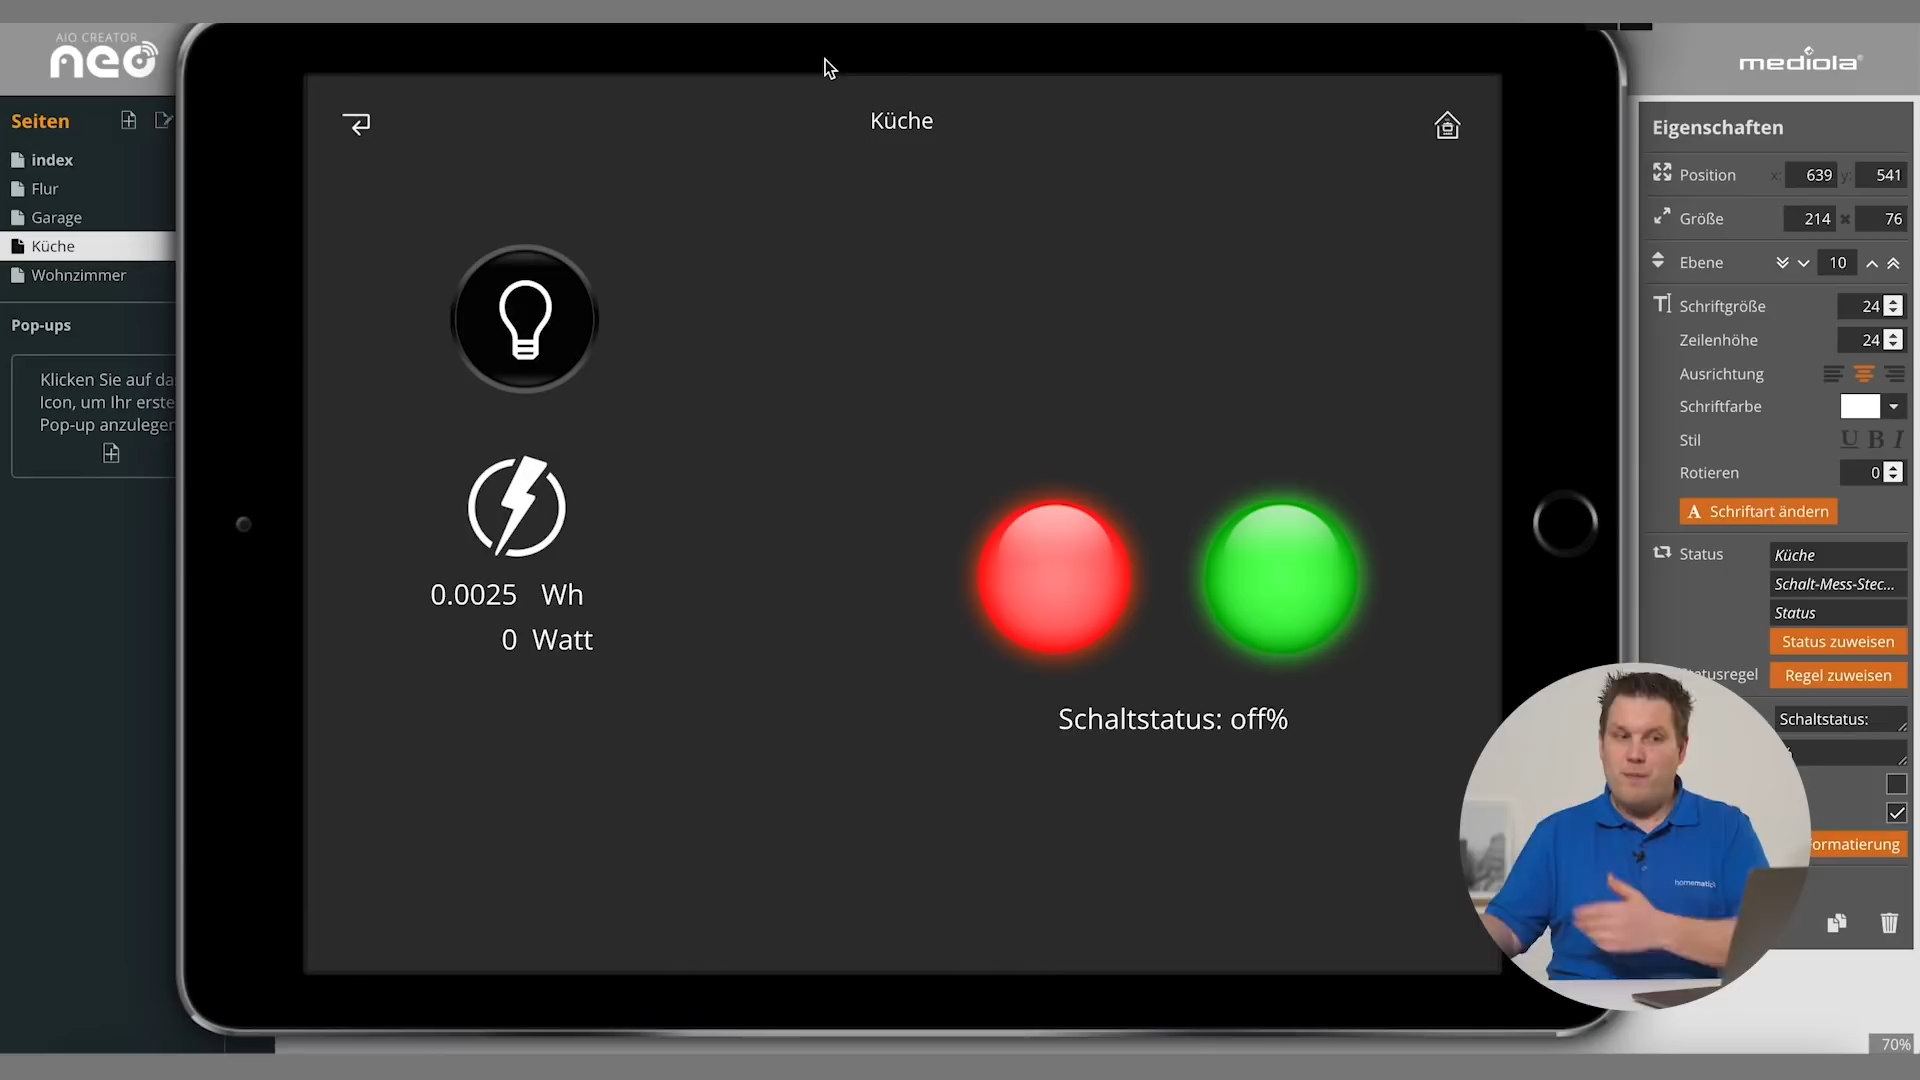 AIO CREATOR
neo
mediola
Seiten
index
Flur
Garage
Küche
Wohnzimmer
Pop-ups
Klicken Sie auf da
Icon, um Ihr erste
Pop-up anzulegen
Küche
0.0025 Wh
0 Watt
Schaltstatus: off%
Eigenschaften
Position x: 639 y: 541
Größe 214 x 76
Ebene 10
Schriftgröße 24
Zeilenhöhe 24
Ausrichtung
Schriftfarbe
Stil U B I
Rotieren 0
A Schriftart ändern
Status Küche
Schalt-Mess-Stec...
Status
Status zuweisen
tusregel Regel zuweisen
Schaltstatus:
ormatierung
homematic
70%